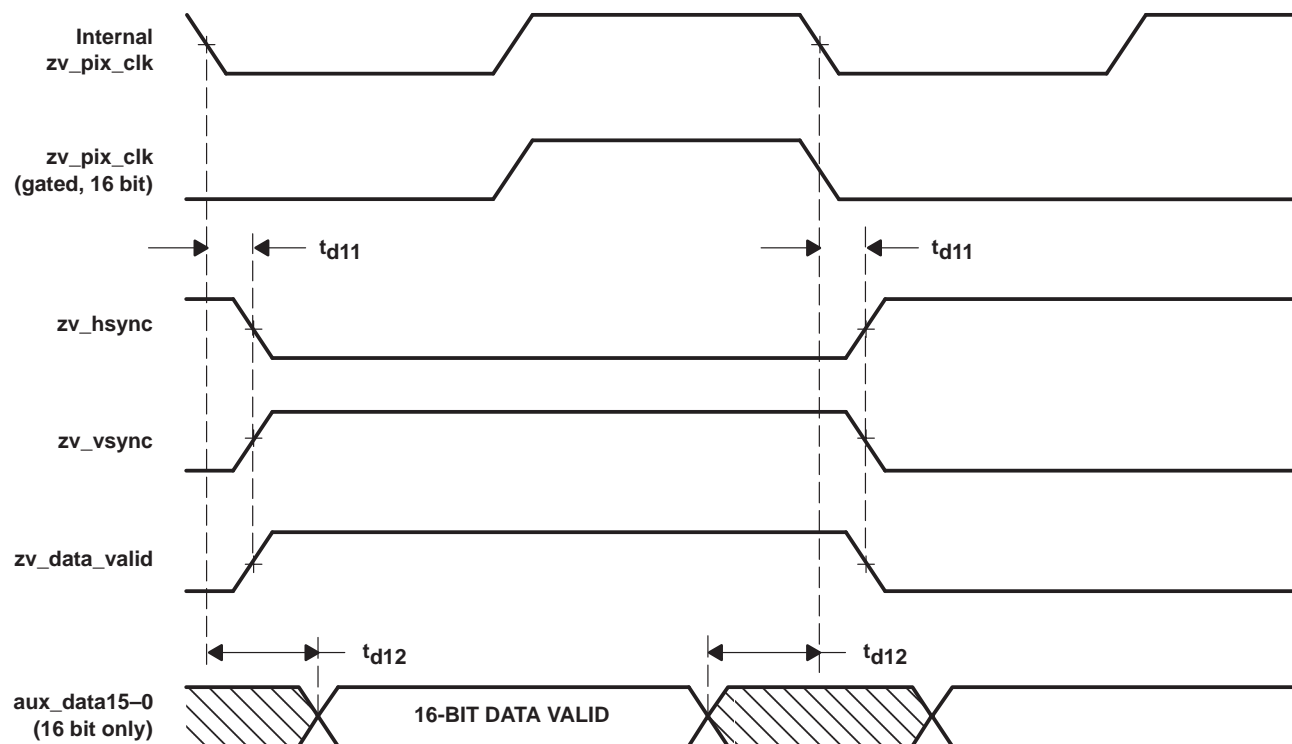 Internal
zv_pix_clk
zv_pix_clk
(gated, 16 bit)
td11
td11
zv_hsync
zv_vsync
zv_data_valid
td12
td12
aux_data15–0
(16 bit only)
16-BIT DATA VALID